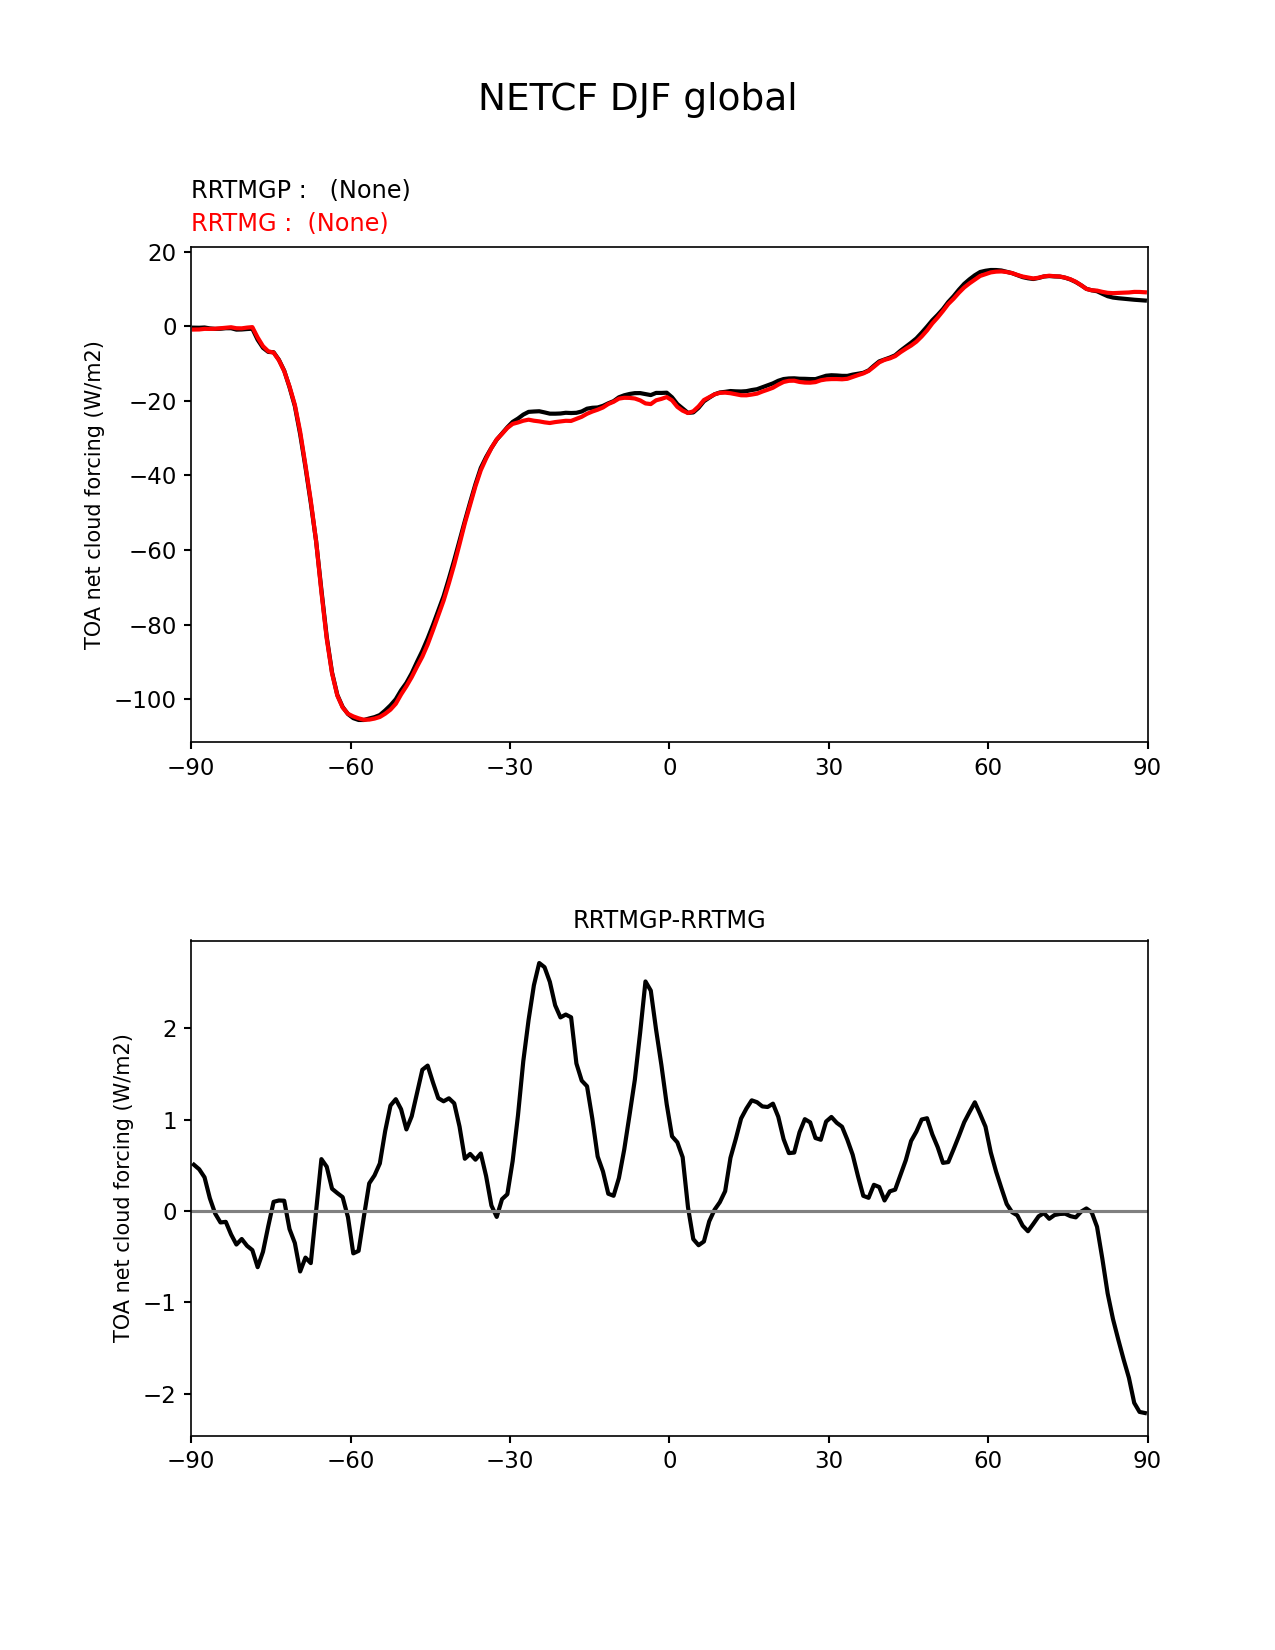 NETCF DJF global
RRTMGP :   (None)
RRTMG :  (None)
TOA net cloud forcing (W/m2)
20
0
−20
−40
−60
−80
−100
−90 −60 −30 0 30 60 90
RRTMGP-RRTMG
TOA net cloud forcing (W/m2)
2
1
0
−1
−2
−90 −60 −30 0 30 60 90